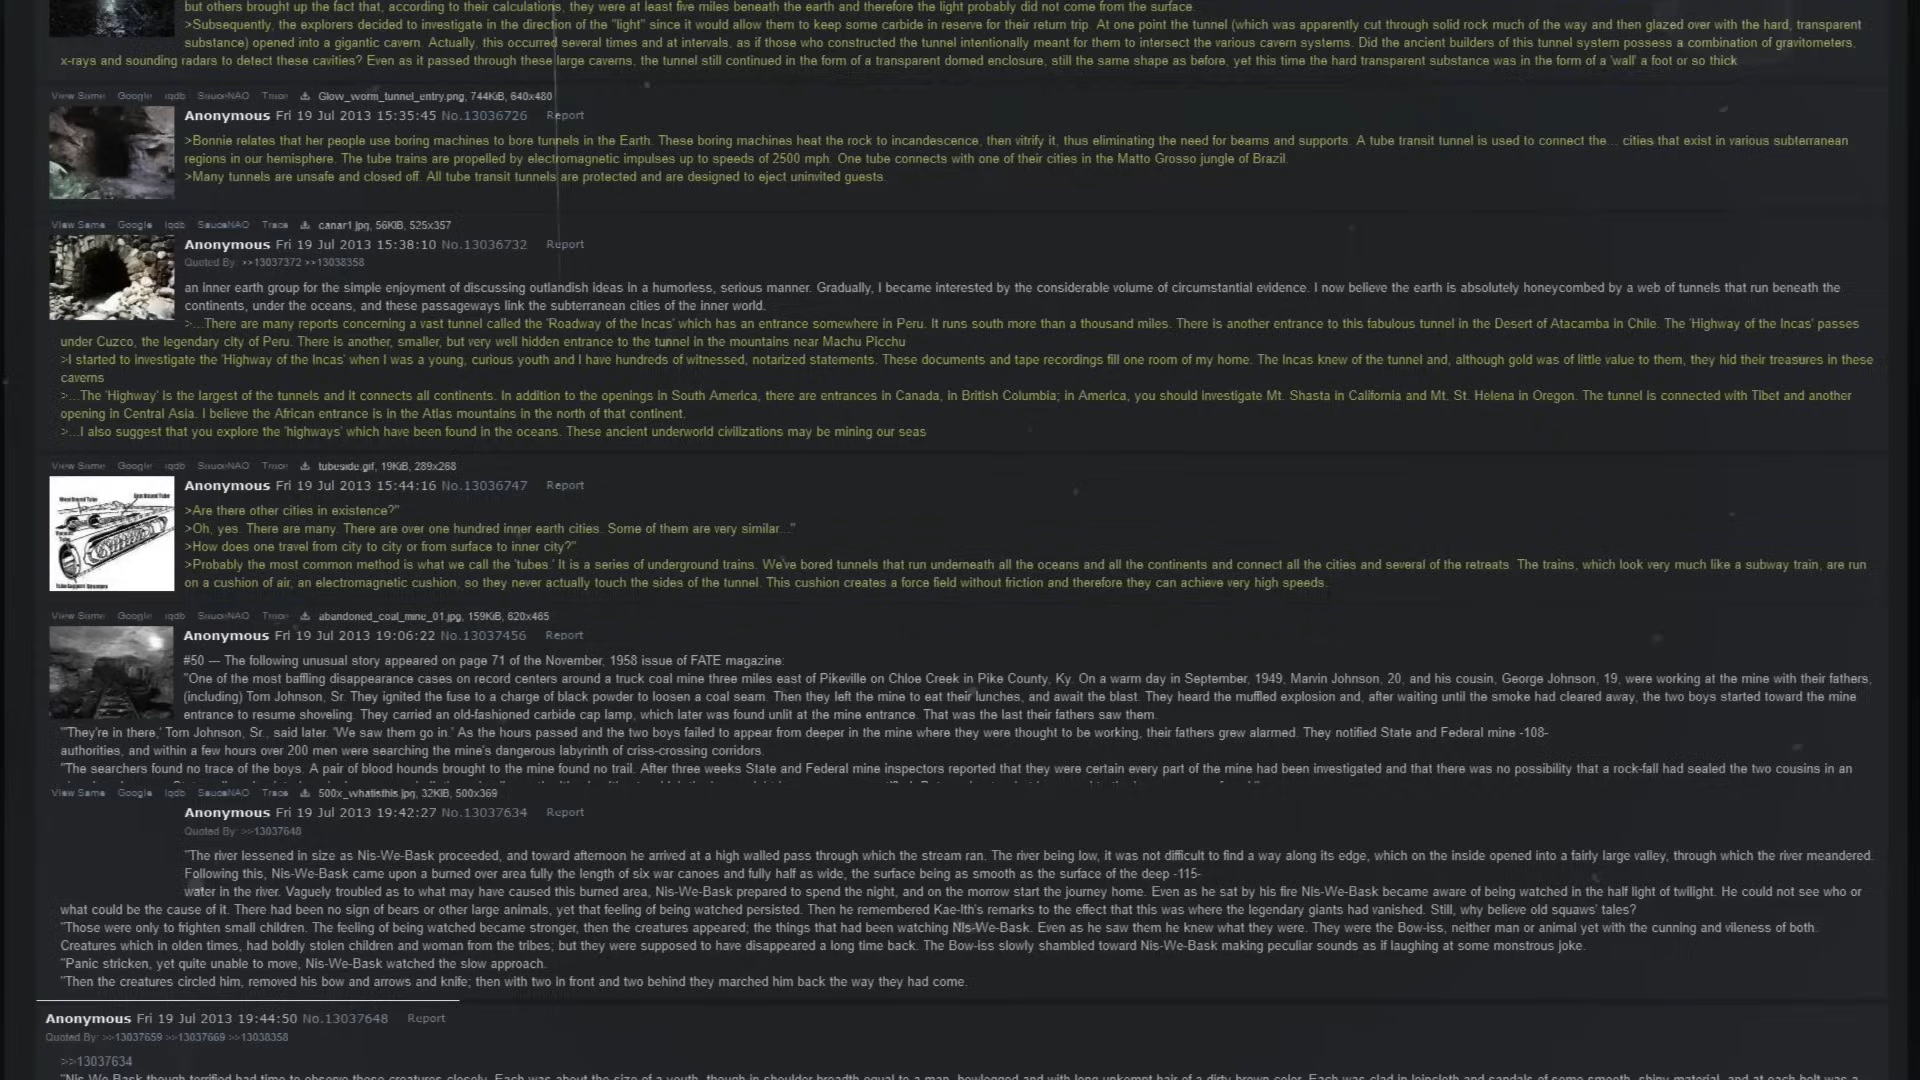 but others brought up the fact that, according to their calculations, they were at least five miles beneath the earth and therefore the light probably did not come from the surface.
>Subsequently, the explorers decided to investigate in the direction of the "light" since it would allow them to keep some carbide in reserve for their return trip. At one point the tunnel (which was apparently cut through solid rock much of the way and then glazed over with the hard, transparent
substance) opened into a gigantic cavern. Actually, this occurred several times and at intervals, as if those who constructed the tunnel intentionally meant for them to intersect the various cavern systems. Did the ancient builders of this tunnel system possess a combination of gravitometers,
x-rays and sounding radars to detect these cavities? Even as it passed through these large caverns, the tunnel still continued in the form of a transparent domed enclosure, still the same shape as before, yet this time the hard transparent substance was in the form of a 'wall' a foot or so thick
View Same Google iqdb SauceNAO Trace Glow_worm_tunnel_entry.png, 744KiB, 640x480
Anonymous Fri 19 Jul 2013 15:35:45 No.13036726 Report
>Bonnie relates that her people use boring machines to bore tunnels in the Earth. These boring machines heat the rock to incandescence, then vitrify it, thus eliminating the need for beams and supports. A tube transit tunnel is used to connect the... cities that exist in various subterranean
regions in our hemisphere. The tube trains are propelled by electromagnetic impulses up to speeds of 2500 mph. One tube connects with one of their cities in the Matto Grosso jungle of Brazil.
>Many tunnels are unsafe and closed off. All tube transit tunnels are protected and are designed to eject uninvited guests.
View Same Google iqdb SauceNAO Trace canar1.jpg, 56KiB, 525x357
Anonymous Fri 19 Jul 2013 15:38:10 No.13036732 Report
Quoted By: >>13037372 >>13038358
an inner earth group for the simple enjoyment of discussing outlandish ideas in a humorless, serious manner. Gradually, I became interested by the considerable volume of circumstantial evidence. I now believe the earth is absolutely honeycombed by a web of tunnels that run beneath the
continents, under the oceans, and these passageways link the subterranean cities of the inner world.
>...There are many reports concerning a vast tunnel called the 'Roadway of the Incas' which has an entrance somewhere in Peru. It runs south more than a thousand miles. There is another entrance to this fabulous tunnel in the Desert of Atacamba in Chile. The 'Highway of the Incas' passes
under Cuzco, the legendary city of Peru. There is another, smaller, but very well hidden entrance to the tunnel in the mountains near Machu Picchu
>I started to investigate the 'Highway of the Incas' when I was a young, curious youth and I have hundreds of witnessed, notarized statements. These documents and tape recordings fill one room of my home. The Incas knew of the tunnel and, although gold was of little value to them, they hid their treasures in these
caverns
>...The 'Highway' is the largest of the tunnels and it connects all continents. In addition to the openings in South America, there are entrances in Canada, in British Columbia; in America, you should investigate Mt. Shasta in California and Mt. St. Helena in Oregon. The tunnel is connected with Tibet and another
opening in Central Asia. I believe the African entrance is in the Atlas mountains in the north of that continent.
>...I also suggest that you explore the 'highways' which have been found in the oceans. These ancient underworld civilizations may be mining our seas
View Same Google iqdb SauceNAO Trace tubeside.gif, 19KiB, 289x268
Anonymous Fri 19 Jul 2013 15:44:16 No.13036747 Report
>Are there other cities in existence?"
>Oh, yes. There are many. There are over one hundred inner earth cities. Some of them are very similar..."
>How does one travel from city to city or from surface to inner city?"
>Probably the most common method is what we call the 'tubes.' It is a series of underground trains. We've bored tunnels that run underneath all the oceans and all the continents and connect all the cities and several of the retreats. The trains, which look very much like a subway train, are run
on a cushion of air, an electromagnetic cushion, so they never actually touch the sides of the tunnel. This cushion creates a force field without friction and therefore they can achieve very high speeds.
View Same Google iqdb SauceNAO Trace abandoned_coal_mine_01.jpg, 159KiB, 620x465
Anonymous Fri 19 Jul 2013 19:06:22 No.13037456 Report
#50 — The following unusual story appeared on page 71 of the November, 1958 issue of FATE magazine:
"One of the most baffling disappearance cases on record centers around a truck coal mine three miles east of Pikeville on Chloe Creek in Pike County, Ky. On a warm day in September, 1949, Marvin Johnson, 20, and his cousin, George Johnson, 19, were working at the mine with their fathers,
(including) Tom Johnson, Sr. They ignited the fuse to a charge of black powder to loosen a coal seam. Then they left the mine to eat their lunches, and await the blast. They heard the muffled explosion and, after waiting until the smoke had cleared away, the two boys started toward the mine
entrance to resume shoveling. They carried an old-fashioned carbide cap lamp, which later was found unlit at the mine entrance. That was the last their fathers saw them.
"'They're in there,' Tom Johnson, Sr., said later. 'We saw them go in.' As the hours passed and the two boys failed to appear from deeper in the mine where they were thought to be working, their fathers grew alarmed. They notified State and Federal mine -108-
authorities, and within a few hours over 200 men were searching the mine's dangerous labyrinth of criss-crossing corridors.
"The searchers found no trace of the boys. A pair of blood hounds brought to the mine found no trail. After three weeks State and Federal mine inspectors reported that they were certain every part of the mine had been investigated and that there was no possibility that a rock-fall had sealed the two cousins in an
View Same Google iqdb SauceNAO Trace 500x_whatisthis.jpg, 32KiB, 500x369
Anonymous Fri 19 Jul 2013 19:42:27 No.13037634 Report
Quoted By: >>13037648
"The river lessened in size as Nis-We-Bask proceeded, and toward afternoon he arrived at a high walled pass through which the stream ran. The river being low, it was not difficult to find a way along its edge, which on the inside opened into a fairly large valley, through which the river meandered.
Following this, Nis-We-Bask came upon a burned over area fully the length of six war canoes and fully half as wide, the surface being as smooth as the surface of the deep -115-
water in the river. Vaguely troubled as to what may have caused this burned area, Nis-We-Bask prepared to spend the night, and on the morrow start the journey home. Even as he sat by his fire Nis-We-Bask became aware of being watched in the half light of twilight. He could not see who or
what could be the cause of it. There had been no sign of bears or other large animals, yet that feeling of being watched persisted. Then he remembered Kae-Ith's remarks to the effect that this was where the legendary giants had vanished. Still, why believe old squaws' tales?
"Those were only to frighten small children. The feeling of being watched became stronger, then the creatures appeared; the things that had been watching Nis-We-Bask. Even as he saw them he knew what they were. They were the Bow-iss, neither man or animal yet with the cunning and vileness of both.
Creatures which in olden times, had boldly stolen children and woman from the tribes; but they were supposed to have disappeared a long time back. The Bow-iss slowly shambled toward Nis-We-Bask making peculiar sounds as if laughing at some monstrous joke.
"Panic stricken, yet quite unable to move, Nis-We-Bask watched the slow approach.
"Then the creatures circled him, removed his bow and arrows and knife; then with two in front and two behind they marched him back the way they had come.
Anonymous Fri 19 Jul 2013 19:44:50 No.13037648 Report
Quoted By: >>13037659 >>13037669 >>13038358
>>13037634
"Nis-We-Bask though terrified had time to observe these creatures closely. Each was about the size of a youth, though in shoulder breadth equal to a man, bowlegged and with long unkempt hair of a dirty brown color. Each was clad in loincloth and sandals of some smooth, shiny material, and at each belt was a